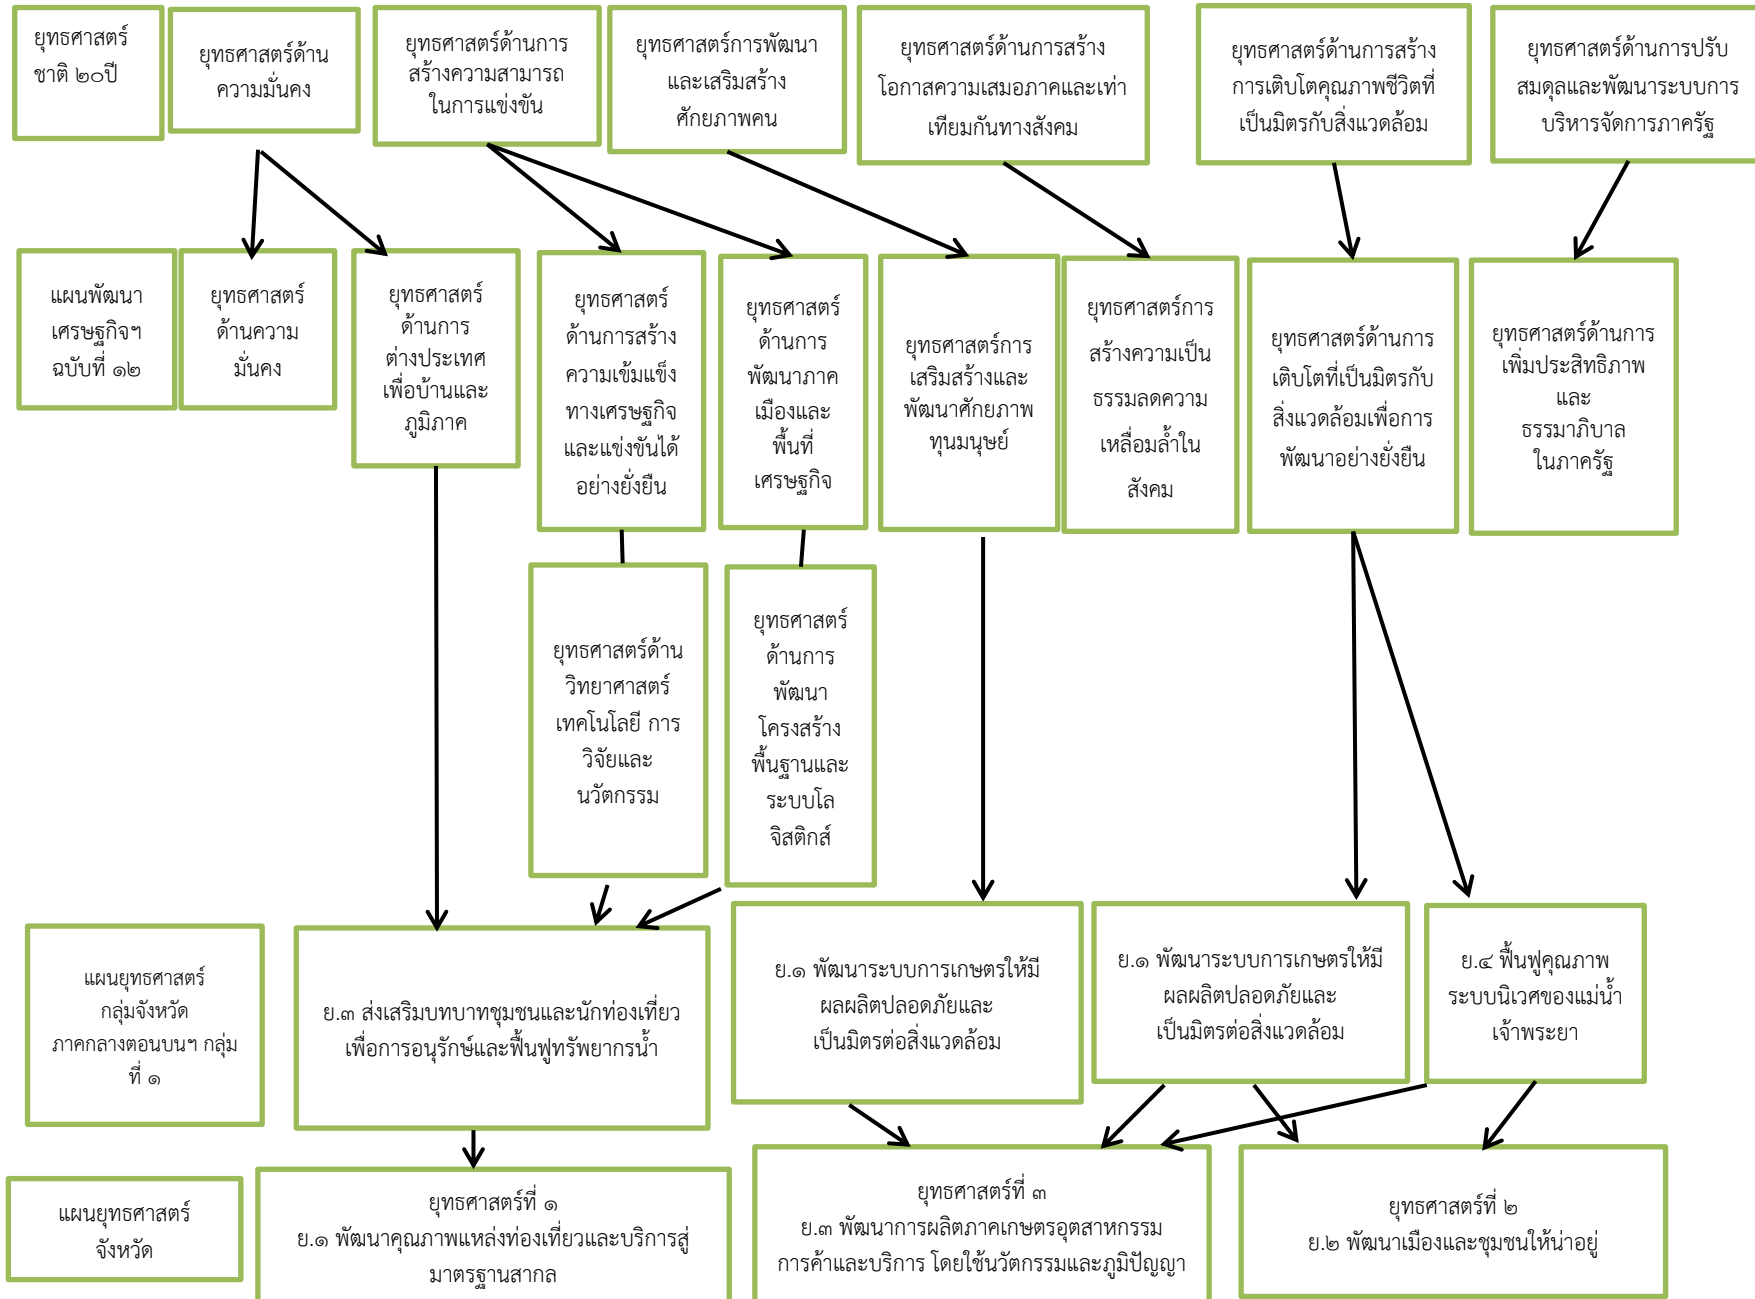 ยุทธศาสตร์
ชาติ ๒๐ปี
ยุทธศาสตร์ด้าน
ความมั่นคง
ยุทธศาสตร์ด้านการ
สร้างความสามารถ
ในการแข่งขัน
ยุทธศาสตร์การพัฒนา
และเสริมสร้าง
ศักยภาพคน
ยุทธศาสตร์ด้านการสร้าง
โอกาสความเสมอภาคและเท่า
เทียมกันทางสังคม
ยุทธศาสตร์ด้านการสร้าง
การเติบโตคุณภาพชีวิตที่
เป็นมิตรกับสิ่งแวดล้อม
ยุทธศาสตร์ด้านการปรับ
สมดุลและพัฒนาระบบการ
บริหารจัดการภาครัฐ
แผนพัฒนา
เศรษฐกิจฯ
ฉบับที่ ๑๒
ยุทธศาสตร์
ด้านความ
มั่นคง
ยุทธศาสตร์
ด้านการ
ต่างประเทศ
เพื่อบ้านและ
ภูมิภาค
ยุทธศาสตร์
ด้านการสร้าง
ความเข้มแข็ง
ทางเศรษฐกิจ
และแข่งขันได้
อย่างยั่งยืน
ยุทธศาสตร์
ด้านการ
พัฒนาภาค
เมืองและ
พื้นที่
เศรษฐกิจ
ยุทธศาสตร์การ
เสริมสร้างและ
พัฒนาศักยภาพ
ทุนมนุษย์
ยุทธศาสตร์การ
สร้างความเป็น
ธรรมลดความ
เหลื่อมล้ำใน
สังคม
ยุทธศาสตร์ด้านการ
เติบโตที่เป็นมิตรกับ
สิ่งแวดล้อมเพื่อการ
พัฒนาอย่างยั่งยืน
ยุทธศาสตร์ด้านการ
เพิ่มประสิทธิภาพ
และ
ธรรมาภิบาล
ในภาครัฐ
ยุทธศาสตร์ด้าน
วิทยาศาสตร์
เทคโนโลยี การ
วิจัยและ
นวัตกรรม
ยุทธศาสตร์
ด้านการ
พัฒนา
โครงสร้าง
พื้นฐานและ
ระบบโล
จิสติกส์
แผนยุทธศาสตร์
กลุ่มจังหวัด
ภาคกลางตอนบนฯ กลุ่ม
ที่ ๑
ย.๓ ส่งเสริมบทบาทชุมชนและนักท่องเที่ยว
เพื่อการอนุรักษ์และฟื้นฟูทรัพยากรน้ำ
ย.๑ พัฒนาระบบการเกษตรให้มี
ผลผลิตปลอดภัยและ
เป็นมิตรต่อสิ่งแวดล้อม
ย.๑ พัฒนาระบบการเกษตรให้มี
ผลผลิตปลอดภัยและ
เป็นมิตรต่อสิ่งแวดล้อม
ย.๔ ฟื้นฟูคุณภาพ
ระบบนิเวศของแม่น้ำ
เจ้าพระยา
แผนยุทธศาสตร์
จังหวัด
ยุทธศาสตร์ที่ ๑
ย.๑ พัฒนาคุณภาพแหล่งท่องเที่ยวและบริการสู่
มาตรฐานสากล
ยุทธศาสตร์ที่ ๓
ย.๓ พัฒนาการผลิตภาคเกษตรอุตสาหกรรม
การค้าและบริการ โดยใช้นวัตกรรมและภูมิปัญญา
ยุทธศาสตร์ที่ ๒
ย.๒ พัฒนาเมืองและชุมชนให้น่าอยู่